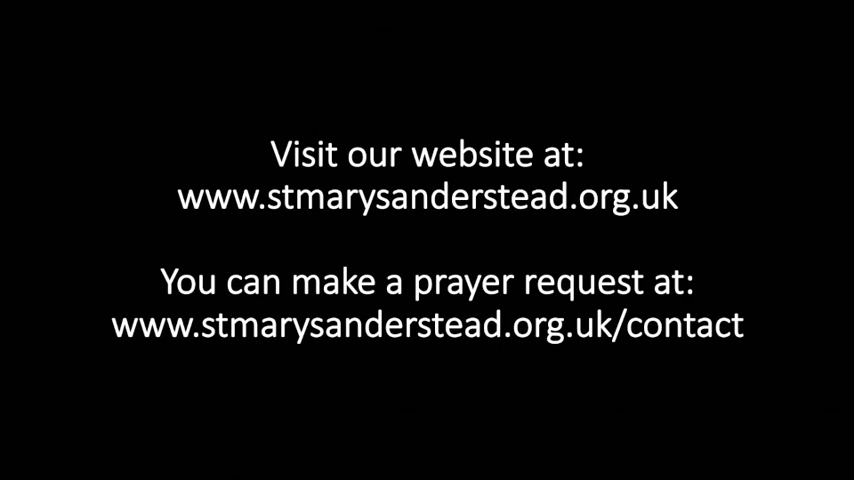 Visit our website at:
www.stmarysanderstead.org.uk
You can make a prayer request at:
www.stmarysanderstead.org.uk/contact